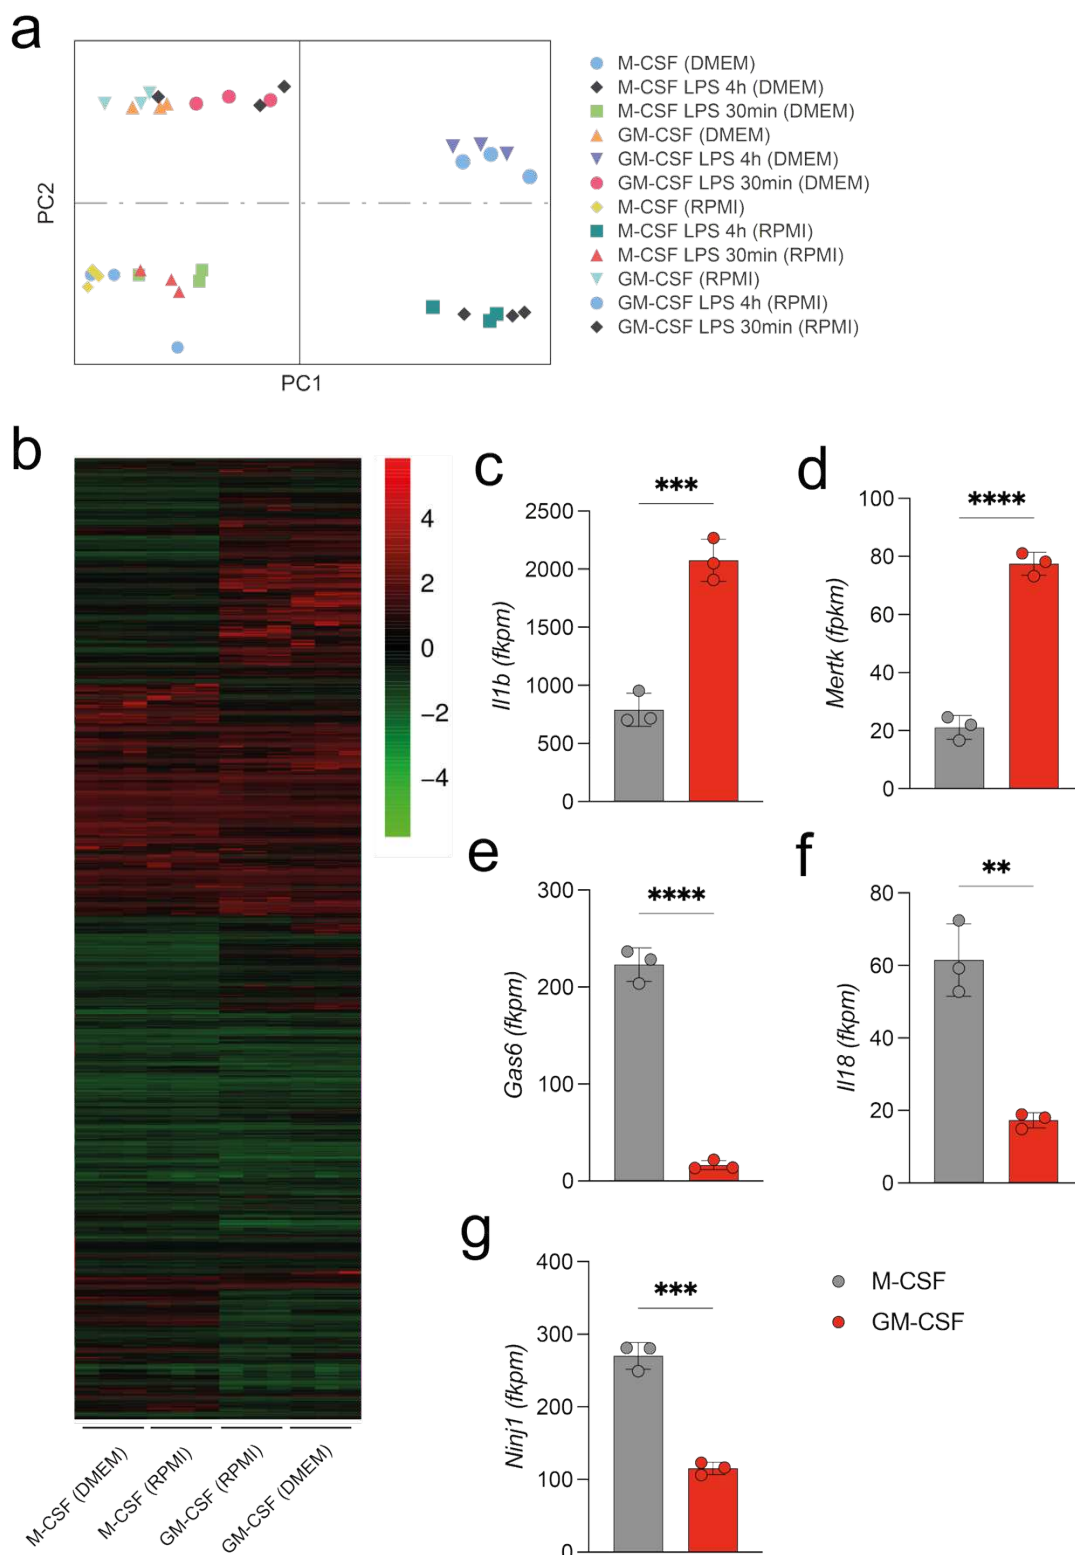 a
PC2
PC1
M-CSF (DMEM)
M-CSF LPS 4h (DMEM)
M-CSF LPS 30min (DMEM)
GM-CSF (DMEM)
GM-CSF LPS 4h (DMEM)
GM-CSF LPS 30min (DMEM)
M-CSF (RPMI)
M-CSF LPS 4h (RPMI)
M-CSF LPS 30min (RPMI)
GM-CSF (RPMI)
GM-CSF LPS 4h (RPMI)
GM-CSF LPS 30min (RPMI)
b
4
2
0
−2
−4
M-CSF (DMEM)
M-CSF (RPMI)
GM-CSF (RPMI)
GM-CSF (DMEM)
c
Il1b (fkpm)
2500
2000
1500
1000
500
0
***
d
Mertk (fpkm)
100
80
60
40
20
0
****
e
Gas6 (fkpm)
300
200
100
0
****
f
Il18 (fkpm)
80
60
40
20
0
**
g
Ninj1 (fkpm)
400
300
200
100
0
***
M-CSF
GM-CSF